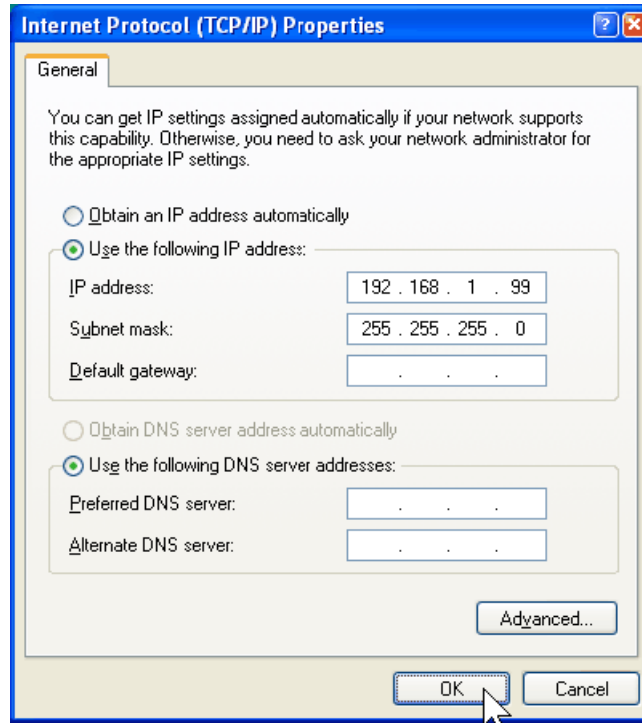 Internet Protocol (TCP/IP) Properties
General
You can get IP settings assigned automatically if your network supports
this capability. Otherwise, you need to ask your network administrator for
the appropriate IP settings.
Obtain an IP address automatically
Use the following IP address:
IP address: 192 . 168 . 1 . 99
Subnet mask: 255 . 255 . 255 . 0
Default gateway: . . .
Obtain DNS server address automatically
Use the following DNS server addresses:
Preferred DNS server: . . .
Alternate DNS server: . . .
Advanced...
OK Cancel